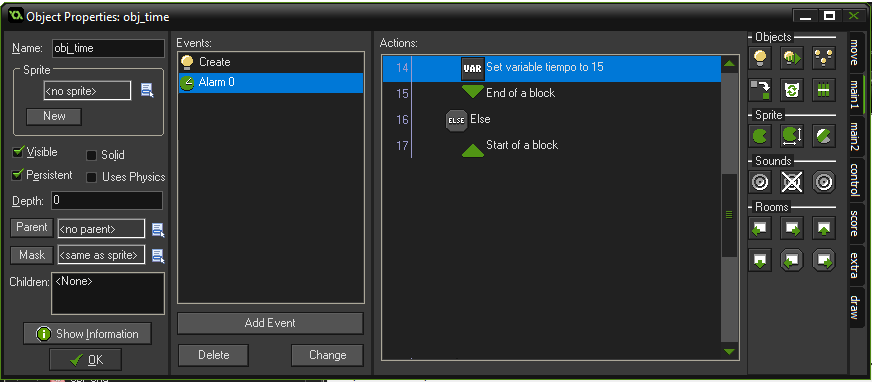 Object Properties: obj_time
Name: obj_time
Sprite
<no sprite>
New
Visible
Solid
Persistent
Uses Physics
Depth: 0
Parent <no parent>
Mask <same as sprite>
Children: <None>
Show Information
OK
Events:
Create
Alarm 0
Add Event
Delete
Change
Actions:
14 VAR Set variable tiempo to 15
15 End of a block
16 ELSE Else
17 Start of a block
Objects
Sprite
Sounds
Rooms
move
main1
main2
control
score
extra
draw